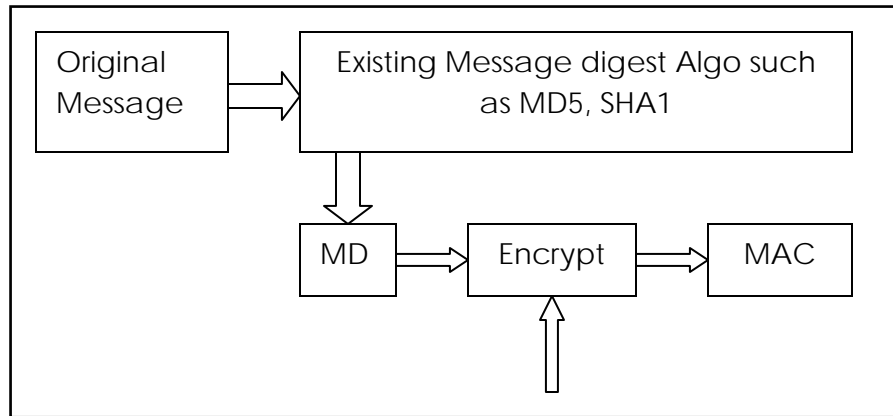 Original
Message
Existing Message digest Algo such
as MD5, SHA1
MD
Encrypt
MAC